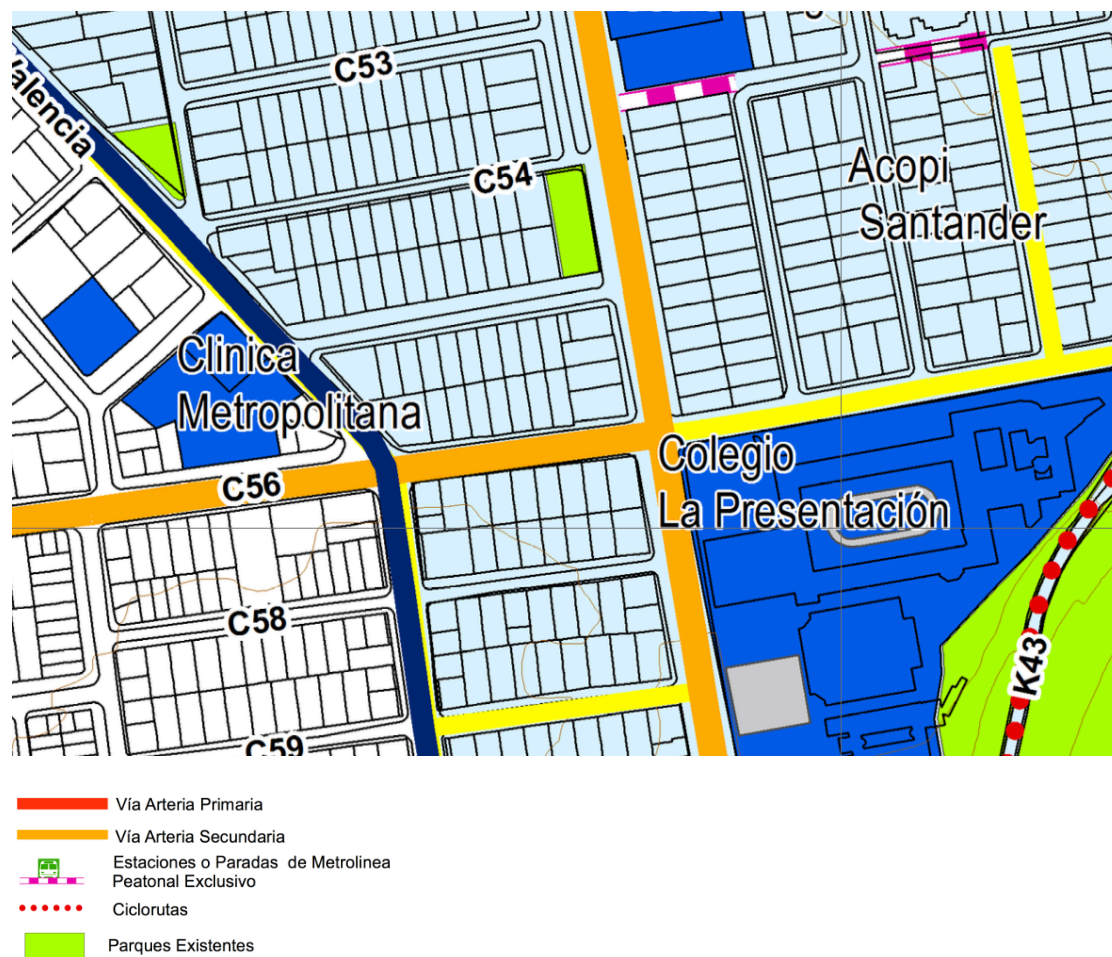 C53
Valencia
C54
Acopi
Santander
Clinica
Metropolitana
Colegio
La Presentación
C56
C58
K43
C59
Vía Arteria Primaria
Vía Arteria Secundaria
Estaciones o Paradas de Metrolinea
Peatonal Exclusivo
Ciclorutas
Parques Existentes